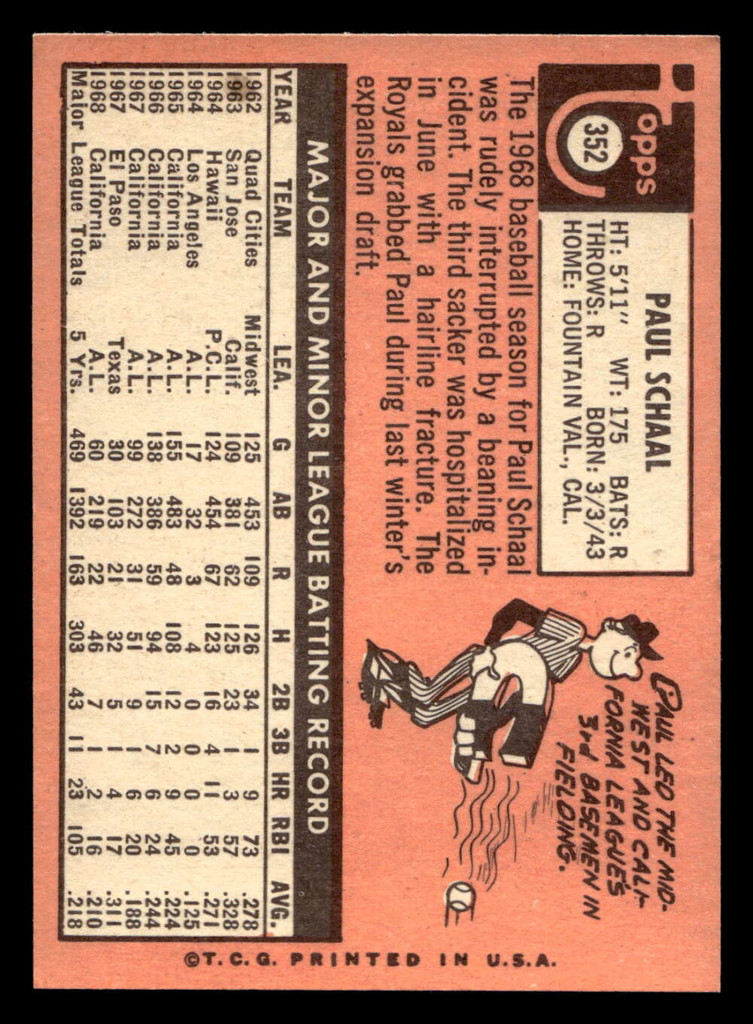 Topps
352
PAUL SCHAAL
HT: 5'11" WT: 175 BATS: R
THROWS: R BORN: 3/3/43
HOME: FOUNTAIN VAL., CAL.
The 1968 baseball season for Paul Schaal
was rudely interrupted by a beaning in-
cident. The third sacker was hospitalized
in June with a hairline fracture. The
Royals grabbed Paul during last winter's
expansion draft.
PAUL LED THE MID-
WEST AND CALI-
FORNIA LEAGUE'S
3rd BASEMEN IN
FIELDING.
MAJOR AND MINOR LEAGUE BATTING RECORD
YEAR TEAM LEA. G AB R H 2B 3B HR RBI AVG.
1962 Quad Cities Midwest 125 453 109 126 34 1 9 73 .278
1963 San Jose Calif. 109 381 62 125 23 1 3 57 .328
1964 Hawaii P.C.L. 124 454 67 123 16 4 11 53 .271
1964 Los Angeles A.L. 17 32 3 4 0 0 0 0 .125
1965 California A.L. 155 483 48 108 12 2 9 45 .224
1966 California A.L. 138 386 59 94 15 7 6 24 .244
1967 California A.L. 99 272 31 51 9 1 6 20 .188
1967 El Paso Texas 30 103 21 32 5 1 4 17 .311
1968 California A.L. 60 219 22 46 7 1 2 16 .210
Major League Totals 5 Yrs. 469 1392 163 303 43 11 23 105 .218
©T.C.G. PRINTED IN U.S.A.